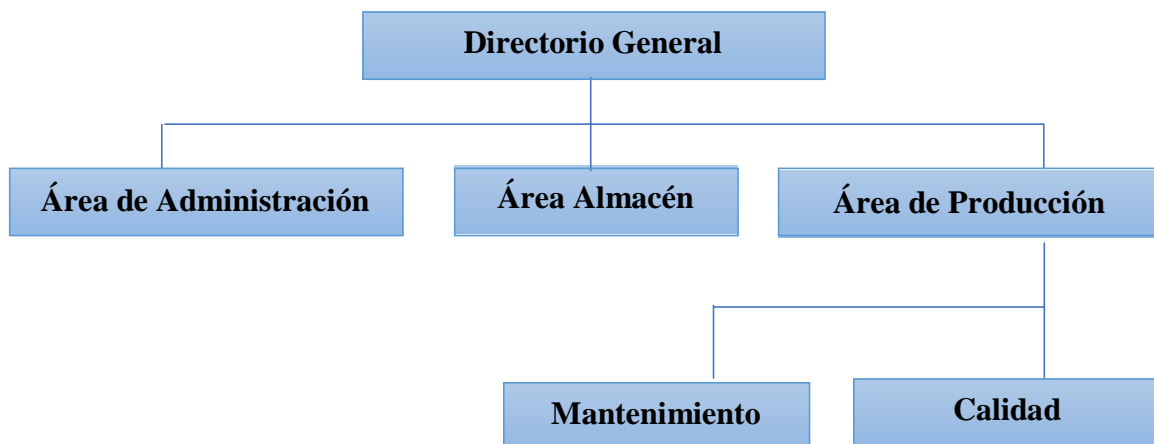 Directorio General
Área de Administración
Área Almacén
Área de Producción
Mantenimiento
Calidad